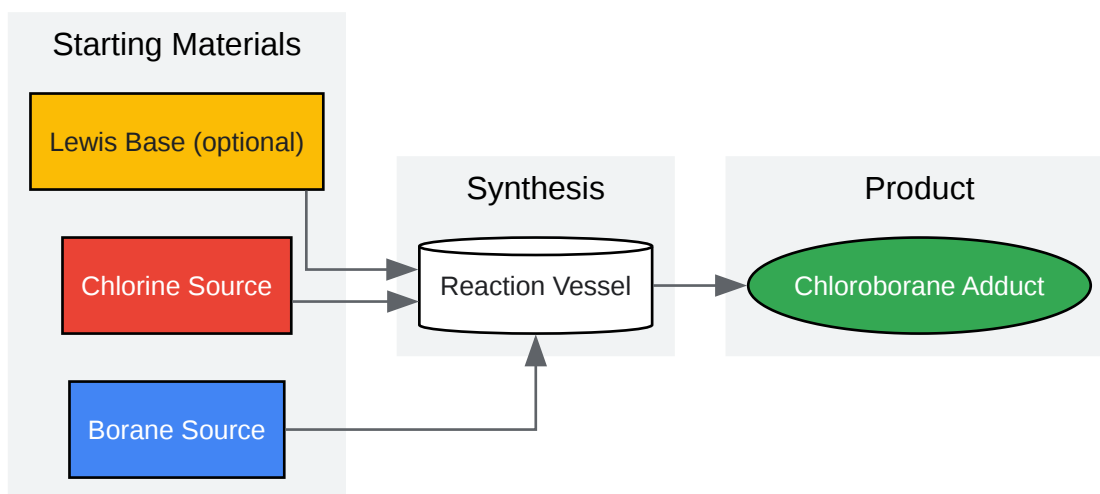 Starting Materials
Lewis Base (optional)
Chlorine Source
Borane Source
Synthesis
Reaction Vessel
Product
Chloroborane Adduct